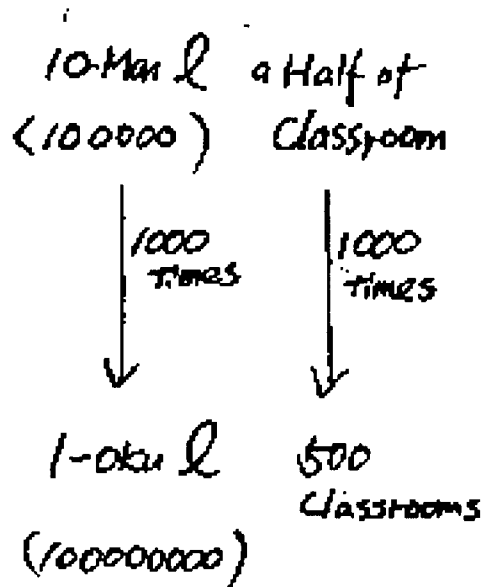 10-Man ℓ a Half of
(100000) Classroom
1000 Times 1000 times
1-oku ℓ 500 Classrooms
(100000000)